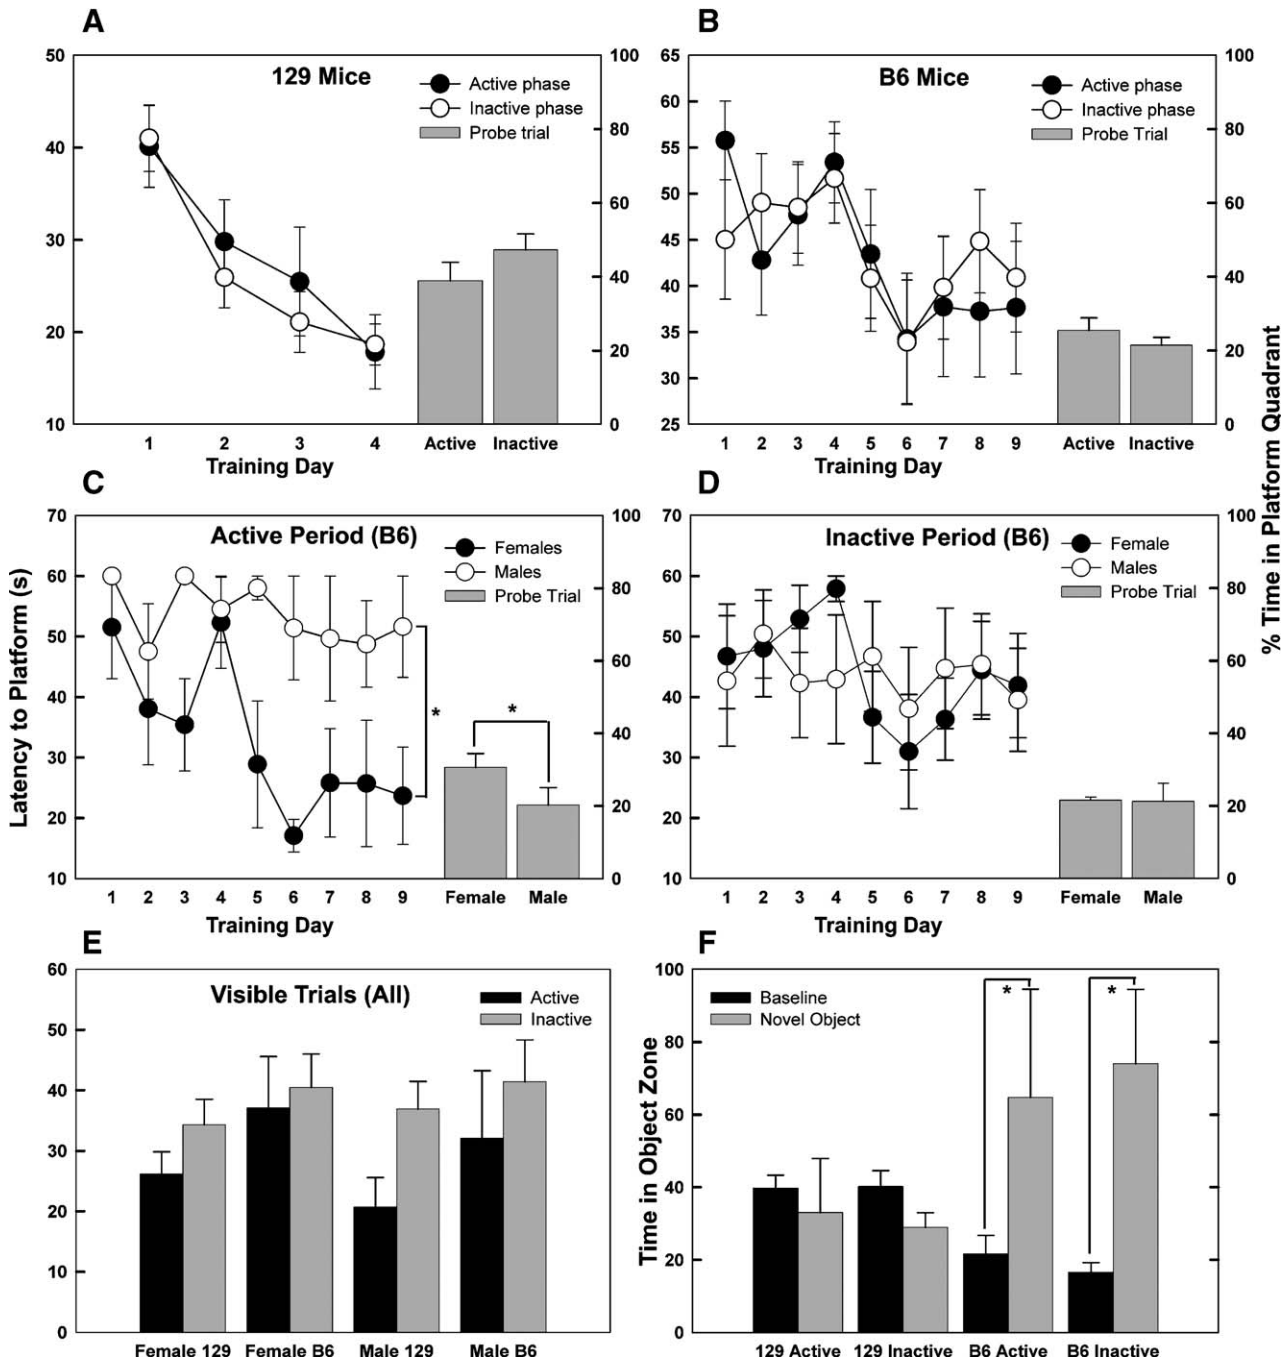 A
129 Mice
Active phase
Inactive phase
Probe trial
50
40
30
20
10
100
80
60
40
20
0
1 2 3 4 Active Inactive
Training Day
B
B6 Mice
Active phase
Inactive phase
Probe Trial
65
60
55
50
45
40
35
30
25
100
80
60
40
20
0
1 2 3 4 5 6 7 8 9 Active Inactive
Training Day
C
Active Period (B6)
Females
Males
Probe Trial
70
60
50
40
30
20
10
100
80
60
40
20
0
*
*
1 2 3 4 5 6 7 8 9 Female Male
Training Day
Latency to Platform (s)
D
Inactive Period (B6)
Female
Males
Probe Trial
70
60
50
40
30
20
10
100
80
60
40
20
0
1 2 3 4 5 6 7 8 9 Female Male
Training Day
% Time in Platform Quadrant
E
Visible Trials (All)
Active
Inactive
60
50
40
30
20
10
0
Female 129 Female B6 Male 129 Male B6
F
Baseline
Novel Object
100
80
60
40
20
0
Time in Object Zone
*
*
129 Active 129 Inactive B6 Active B6 Inactive